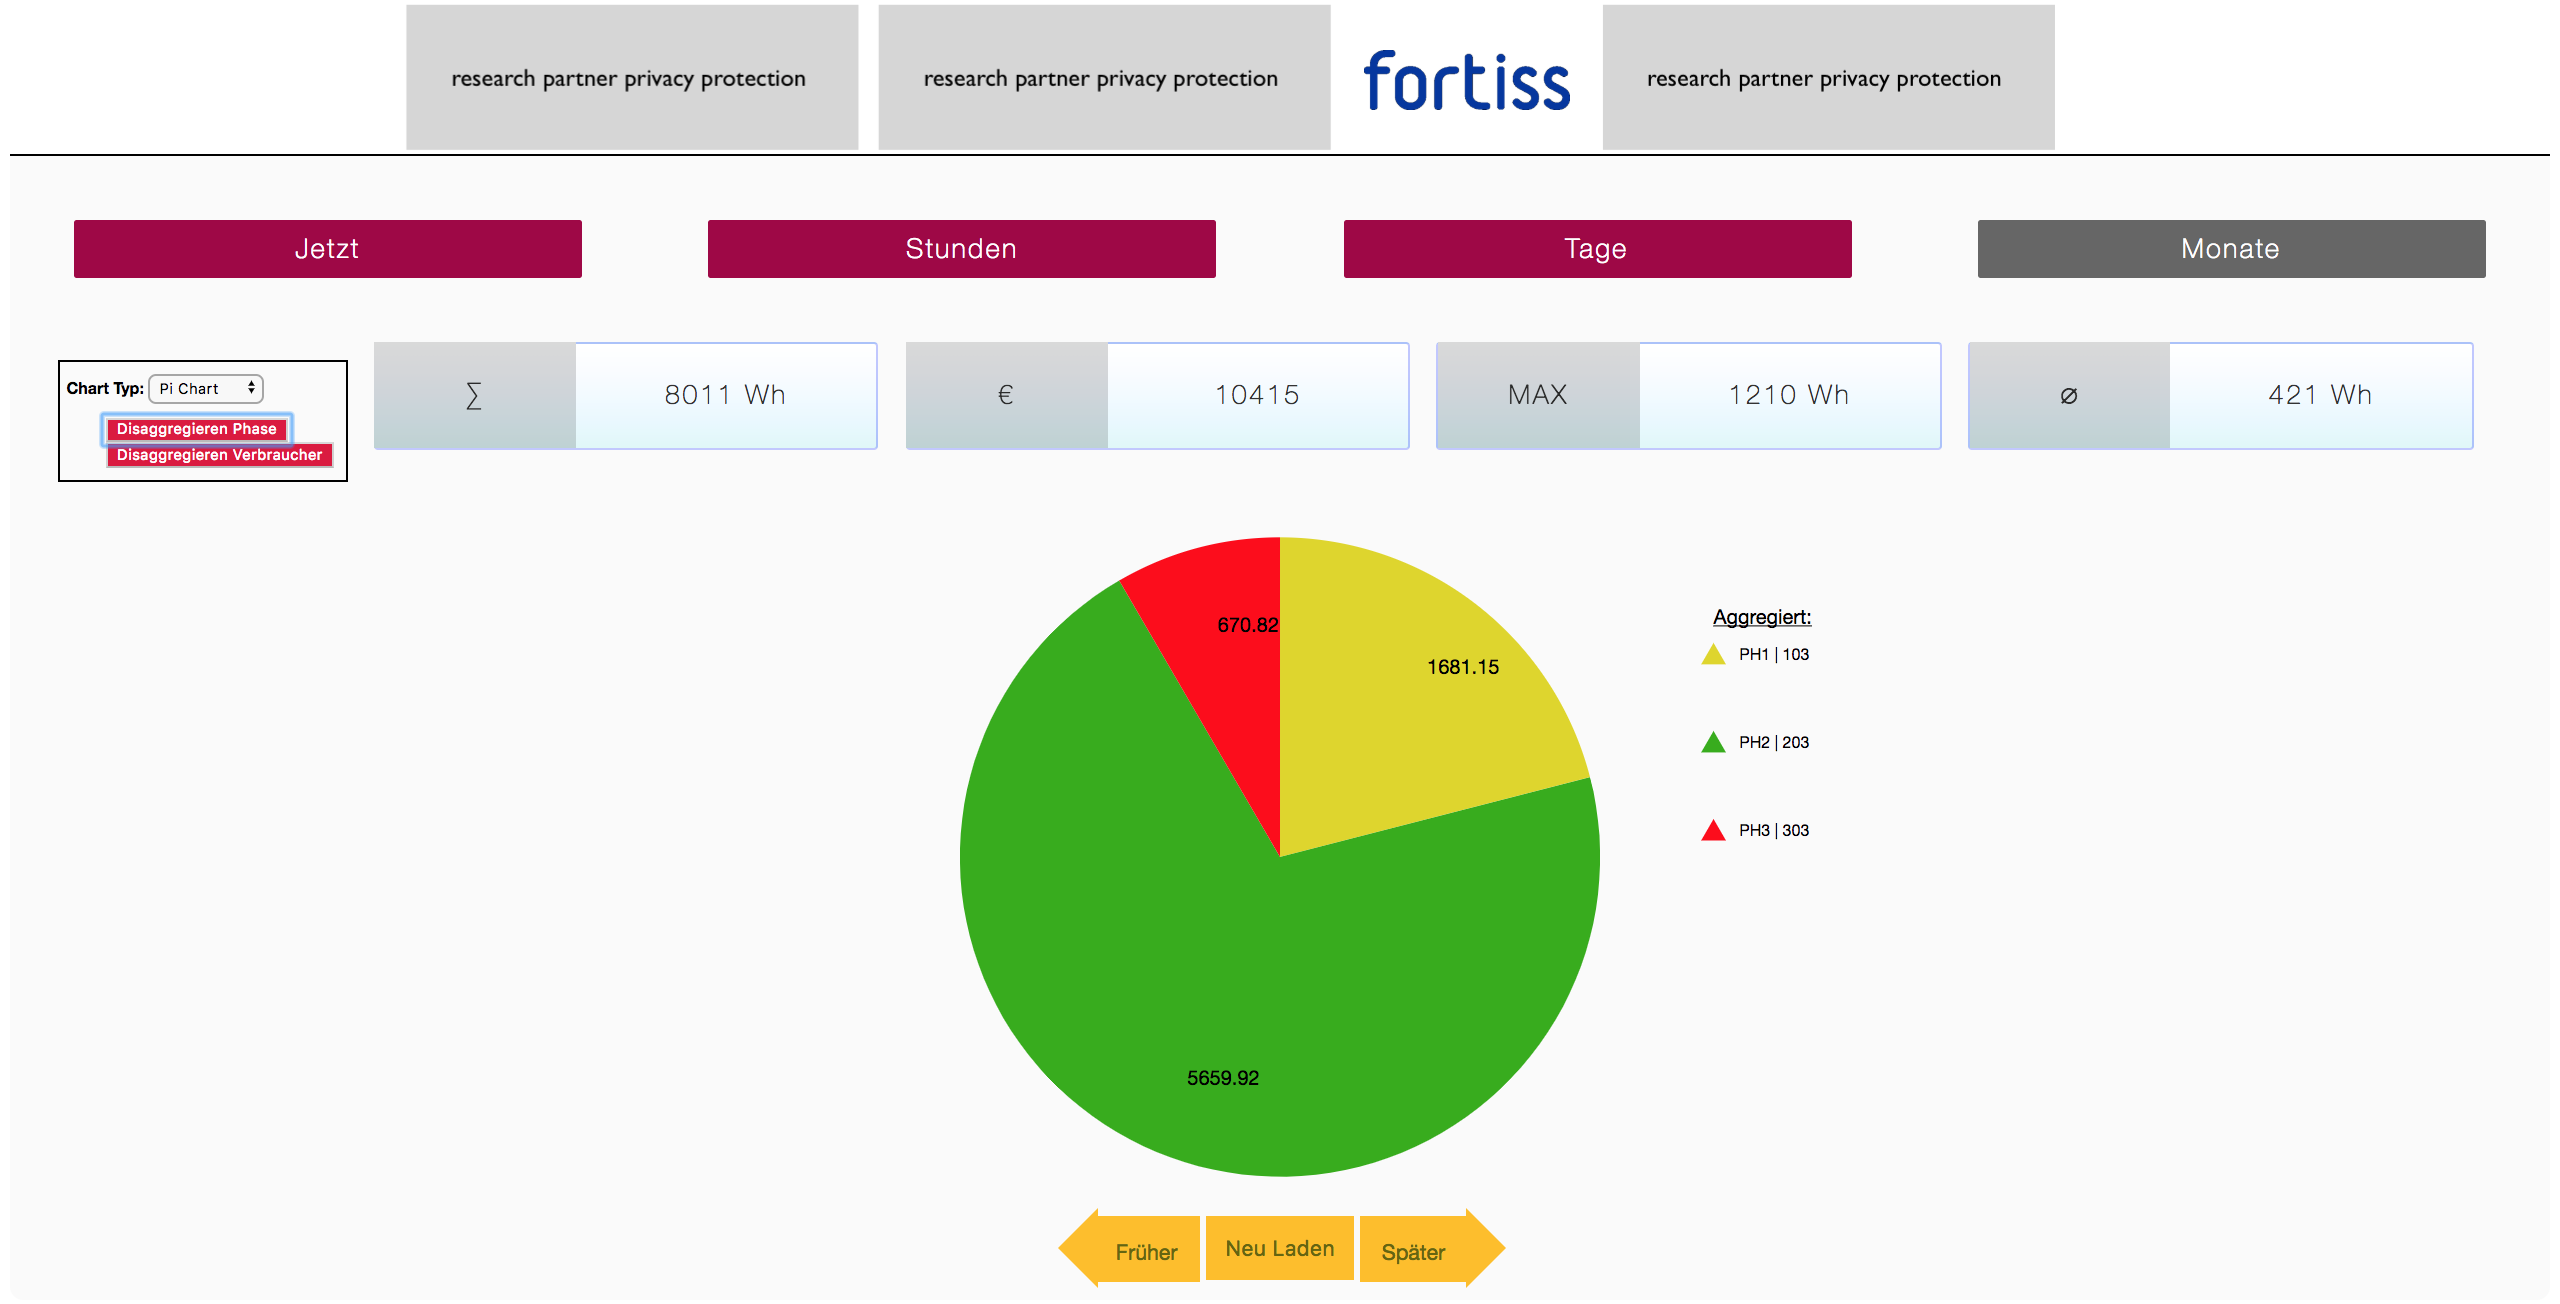 research partner privacy protection
research partner privacy protection
fortiss
research partner privacy protection
Jetzt
Stunden
Tage
Monate
Chart Typ: Pi Chart
Disaggregieren Phase
Disaggregieren Verbraucher
∑ 8011 Wh
€ 10415
MAX 1210 Wh
⌀ 421 Wh
670.82
1681.15
5659.92
Aggregiert:
PH1 | 103
PH2 | 203
PH3 | 303
Früher
Neu Laden
Später